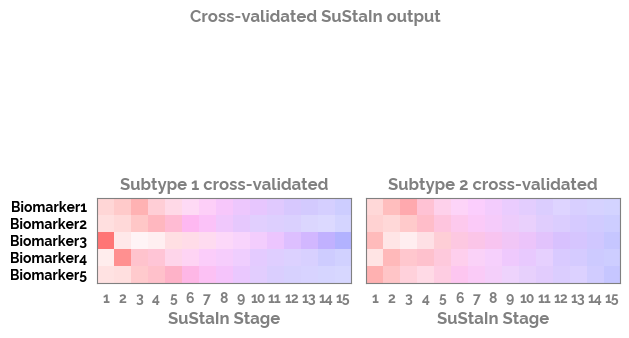 Cross-validated SuStaIn output
Subtype 1 cross-validated Subtype 2 cross-validated
Biomarker1
Biomarker2
Biomarker3
Biomarker4
Biomarker5
1 2 3 4 5 6 7 8 9 10 11 12 13 14 15 1 2 3 4 5 6 7 8 9 10 11 12 13 14 15
SuStaIn Stage SuStaIn Stage